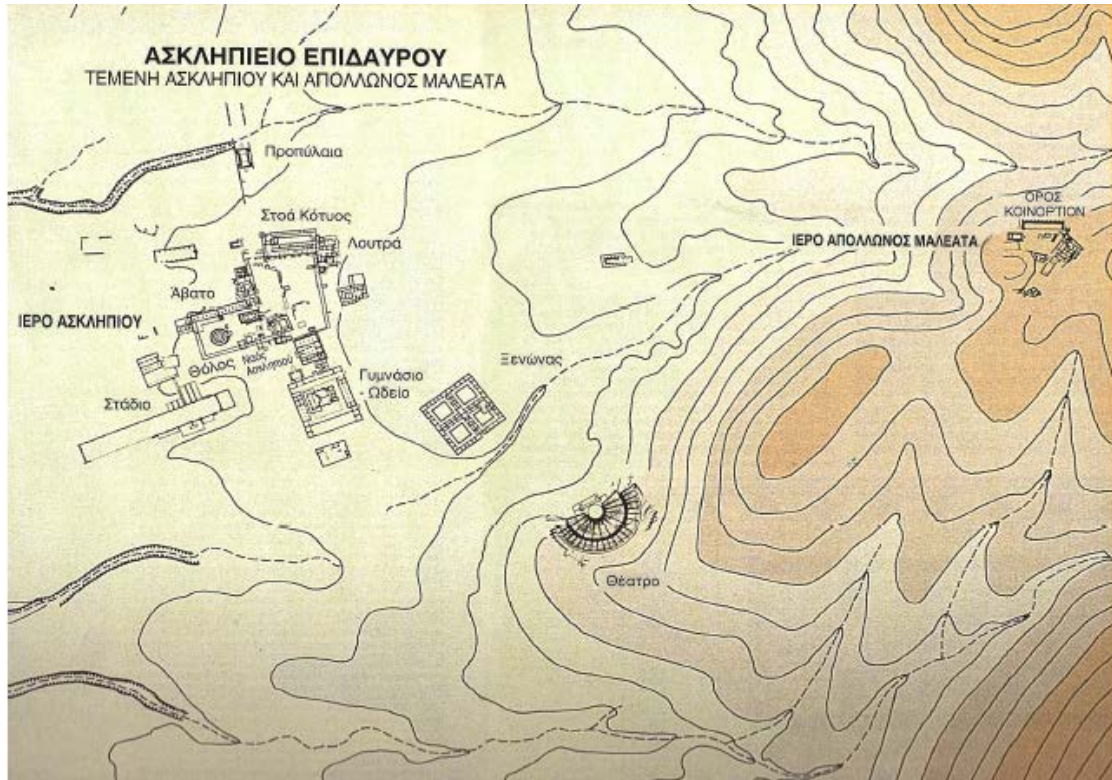 ΑΣΚΛΗΠΙΕΙΟ ΕΠΙΔΑΥΡΟΥ
ΤΕΜΕΝΗ ΑΣΚΛΗΠΙΟΥ ΚΑΙ ΑΠΟΛΛΩΝΟΣ ΜΑΛΕΑΤΑ
Προπύλαια
Στοά Κότυος
Λουτρά
ΟΡΟΣ
ΚΟΙΝΟΡΤΙΟΝ
ΙΕΡΟ ΑΠΟΛΛΩΝΟΣ ΜΑΛΕΑΤΑ
Άβατο
ΙΕΡΟ ΑΣΚΛΗΠΙΟΥ
Θόλος
Ναός
Ασκληπιού
Ξενώνας
Γυμνάσιο
- Ωδείο
Στάδιο
Θέατρο